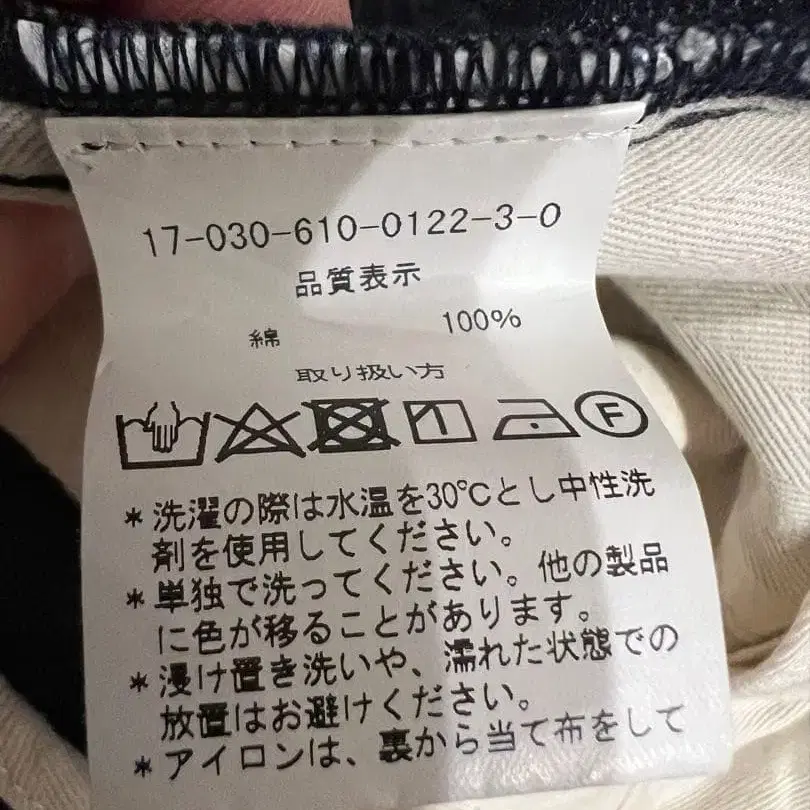 17-030-610-0122-3-0
品質表示
綿 100%
取り扱い方
F
*洗濯の際は水温を30℃とし中性洗
剤を使用してください。
*単独で洗ってください。他の製品
に色が移ることがあります。
*浸け置き洗いや、濡れた状態での
放置はお避けください。
*アイロンは、裏から当て布をして